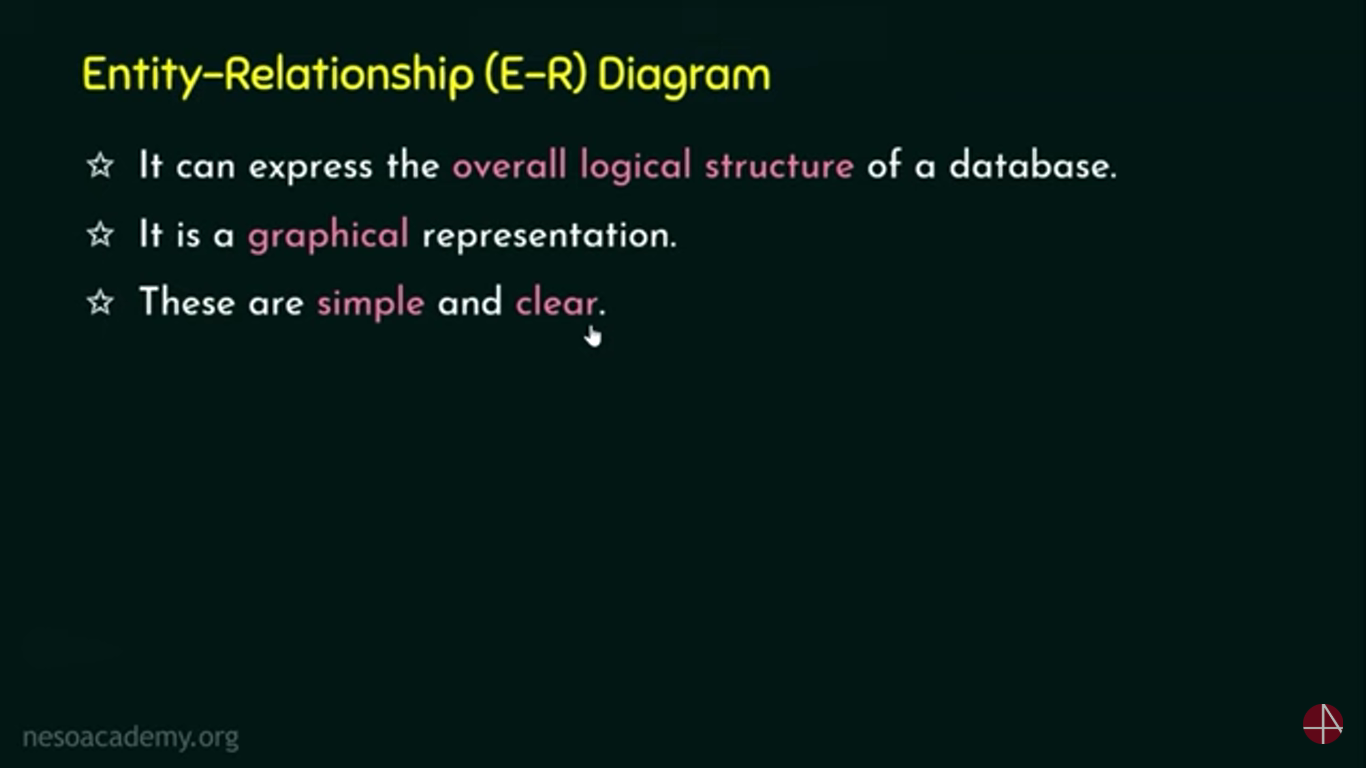 Entity-Relationship (E-R) Diagram
☆ It can express the overall logical structure of a database.
☆ It is a graphical representation.
☆ These are simple and clear.
nesoacademy.org